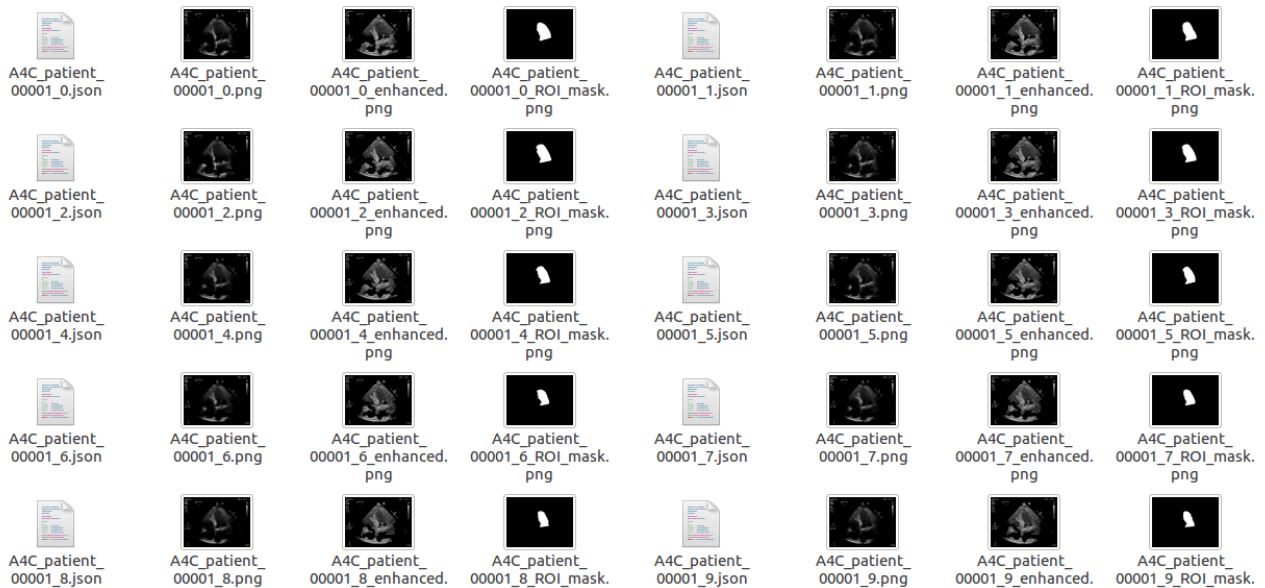 A4C_patient_
00001_0.json
A4C_patient_
00001_0.png
A4C_patient_
00001_0_enhanced.
png
A4C_patient_
00001_0_ROI_mask.
png
A4C_patient_
00001_1.json
A4C_patient_
00001_1.png
A4C_patient_
00001_1_enhanced.
png
A4C_patient_
00001_1_ROI_mask.
png
A4C_patient_
00001_2.json
A4C_patient_
00001_2.png
A4C_patient_
00001_2_enhanced.
png
A4C_patient_
00001_2_ROI_mask.
png
A4C_patient_
00001_3.json
A4C_patient_
00001_3.png
A4C_patient_
00001_3_enhanced.
png
A4C_patient_
00001_3_ROI_mask.
png
A4C_patient_
00001_4.json
A4C_patient_
00001_4.png
A4C_patient_
00001_4_enhanced.
png
A4C_patient_
00001_4_ROI_mask.
png
A4C_patient_
00001_5.json
A4C_patient_
00001_5.png
A4C_patient_
00001_5_enhanced.
png
A4C_patient_
00001_5_ROI_mask.
png
A4C_patient_
00001_6.json
A4C_patient_
00001_6.png
A4C_patient_
00001_6_enhanced.
png
A4C_patient_
00001_6_ROI_mask.
png
A4C_patient_
00001_7.json
A4C_patient_
00001_7.png
A4C_patient_
00001_7_enhanced.
png
A4C_patient_
00001_7_ROI_mask.
png
A4C_patient_
00001_8.json
A4C_patient_
00001_8.png
A4C_patient_
00001_8_enhanced.
A4C_patient_
00001_8_ROI_mask.
A4C_patient_
00001_9.json
A4C_patient_
00001_9.png
A4C_patient_
00001_9_enhanced.
A4C_patient_
00001_9_ROI_mask.